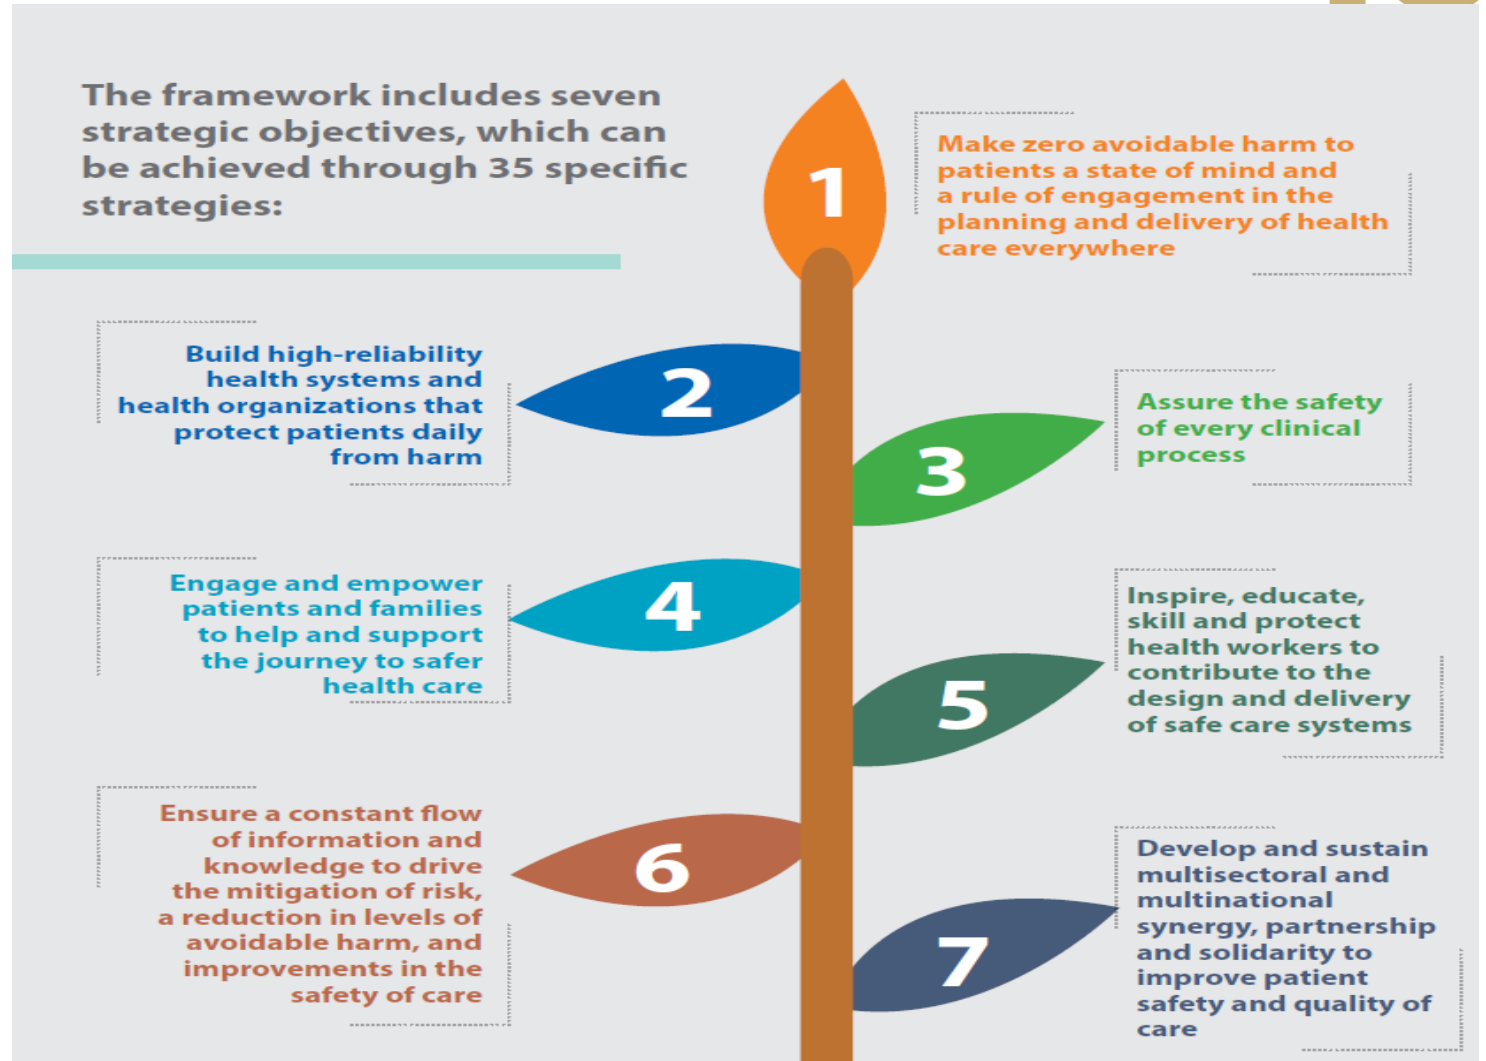 The framework includes seven
strategic objectives, which can
be achieved through 35 specific
strategies:
1
Make zero avoidable harm to
patients a state of mind and
a rule of engagement in the
planning and delivery of health
care everywhere
2
Build high-reliability
health systems and
health organizations that
protect patients daily
from harm
3
Assure the safety
of every clinical
process
4
Engage and empower
patients and families
to help and support
the journey to safer
health care
5
Inspire, educate,
skill and protect
health workers to
contribute to the
design and delivery
of safe care systems
6
Ensure a constant flow
of information and
knowledge to drive
the mitigation of risk,
a reduction in levels of
avoidable harm, and
improvements in the
safety of care
7
Develop and sustain
multisectoral and
multinational
synergy, partnership
and solidarity to
improve patient
safety and quality of
care